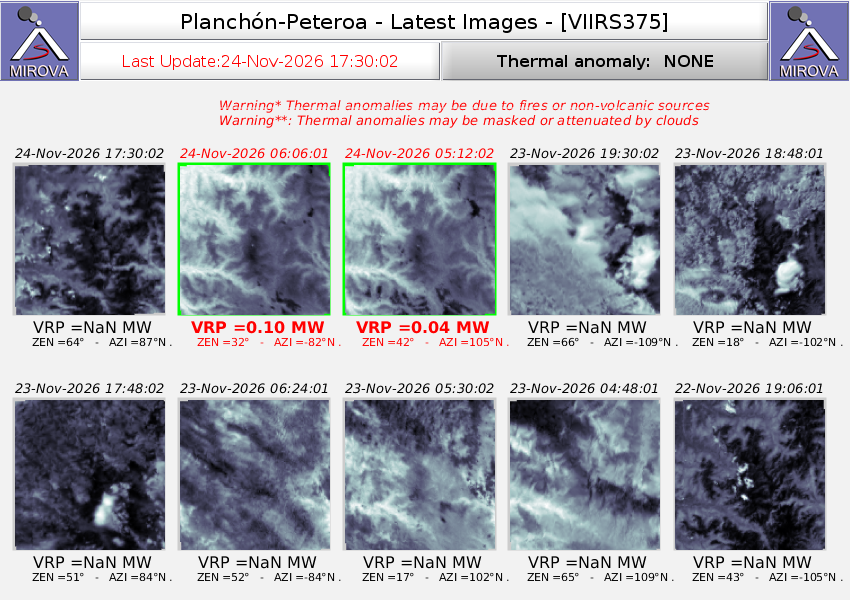 Planchón-Peteroa - Latest Images - [VIIRS375]
MIROVA
Last Update:24-Nov-2026 17:30:02
Thermal anomaly: NONE
MIROVA
Warning* Thermal anomalies may be due to fires or non-volcanic sources
Warning**: Thermal anomalies may be masked or attenuated by clouds
24-Nov-2026 17:30:02 24-Nov-2026 06:06:01 24-Nov-2026 05:12:02 23-Nov-2026 19:30:02 23-Nov-2026 18:48:01
VRP =NaN MW VRP =0.10 MW VRP =0.04 MW VRP =NaN MW VRP =NaN MW
ZEN =64° - AZI =87°N . ZEN =32° - AZI =-82°N . ZEN =42° - AZI =105°N . ZEN =66° - AZI =-109°N . ZEN =18° - AZI =-102°N .
23-Nov-2026 17:48:02 23-Nov-2026 06:24:01 23-Nov-2026 05:30:02 23-Nov-2026 04:48:01 22-Nov-2026 19:06:01
VRP =NaN MW VRP =NaN MW VRP =NaN MW VRP =NaN MW VRP =NaN MW
ZEN =51° - AZI =84°N . ZEN =52° - AZI =-84°N . ZEN =17° - AZI =102°N . ZEN =65° - AZI =109°N . ZEN =43° - AZI =-105°N .